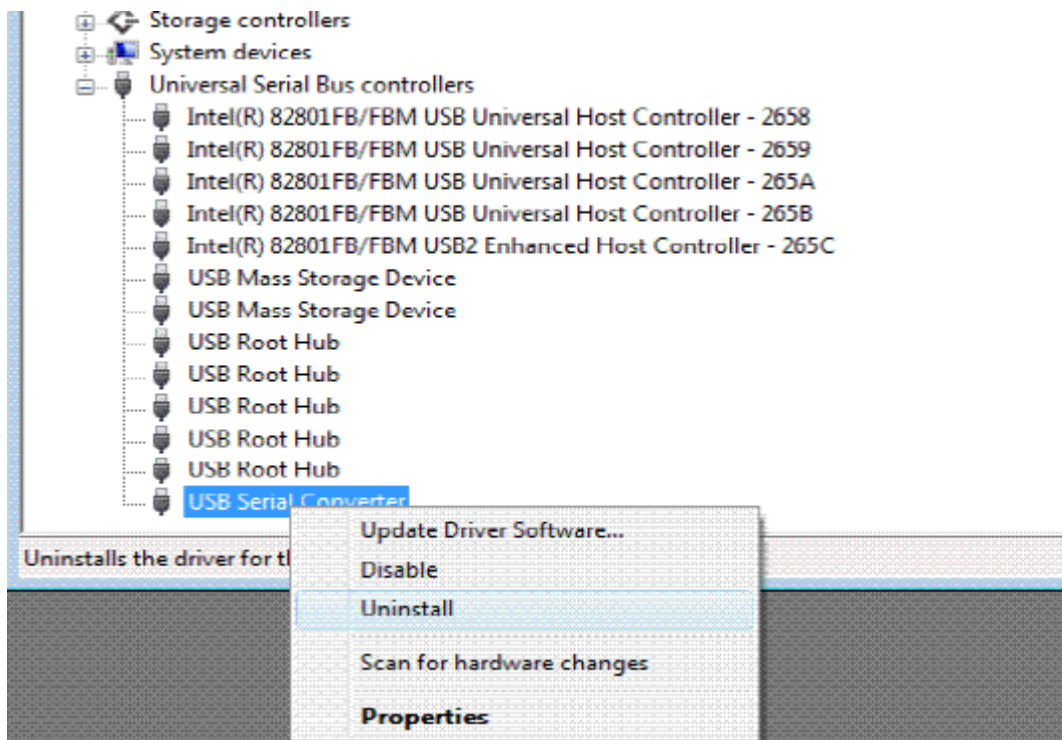 Storage controllers
System devices
Universal Serial Bus controllers
Intel(R) 82801FB/FBM USB Universal Host Controller - 2658
Intel(R) 82801FB/FBM USB Universal Host Controller - 2659
Intel(R) 82801FB/FBM USB Universal Host Controller - 265A
Intel(R) 82801FB/FBM USB Universal Host Controller - 265B
Intel(R) 82801FB/FBM USB2 Enhanced Host Controller - 265C
USB Mass Storage Device
USB Mass Storage Device
USB Root Hub
USB Root Hub
USB Root Hub
USB Root Hub
USB Root Hub
USB Serial Converter
Update Driver Software...
Uninstalls the driver for th
Disable
Uninstall
Scan for hardware changes
Properties